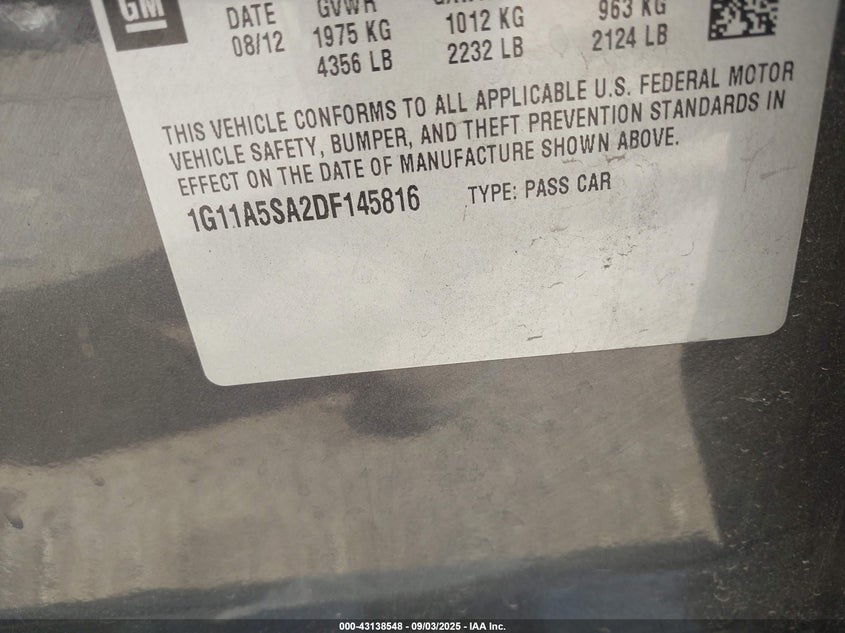 GM
DATE GVWR
08/12 1975 KG 1012 KG 963 KG
4356 LB 2232 LB 2124 LB
THIS VEHICLE CONFORMS TO ALL APPLICABLE U.S. FEDERAL MOTOR
VEHICLE SAFETY, BUMPER, AND THEFT PREVENTION STANDARDS IN
EFFECT ON THE DATE OF MANUFACTURE SHOWN ABOVE.
1G11A5SA2DF145816 TYPE: PASS CAR
000-43138548 - 09/03/2025 - IAA Inc.